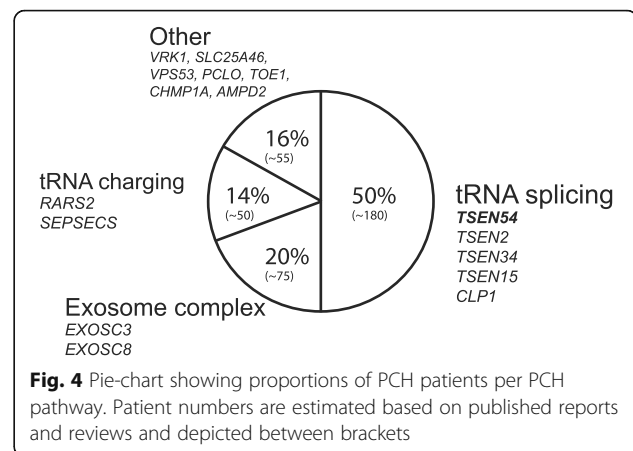 Other
VRK1, SLC25A46,
VPS53, PCLO, TOE1,
CHMP1A, AMPD2
16%
(~55)
tRNA charging
RARS2
SEPSECS
14%
(~50)
50%
(~180)
tRNA splicing
TSEN54
TSEN2
TSEN34
TSEN15
CLP1
20%
(~75)
Exosome complex
EXOSC3
EXOSC8
Fig. 4 Pie-chart showing proportions of PCH patients per PCH
pathway. Patient numbers are estimated based on published reports
and reviews and depicted between brackets